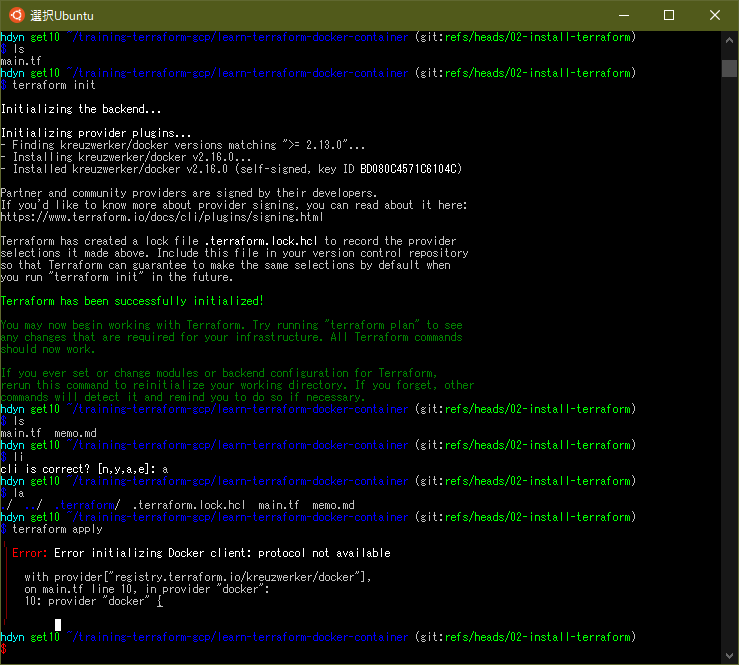 選択Ubuntu
hdyn get10 ~/training-terraform-gcp/learn-terraform-docker-container (git:refs/heads/02-install-terraform)
$ ls
main.tf
hdyn get10 ~/training-terraform-gcp/learn-terraform-docker-container (git:refs/heads/02-install-terraform)
$ terraform init
Initializing the backend...
Initializing provider plugins...
- Finding kreuzwerker/docker versions matching ">= 2.13.0"...
- Installing kreuzwerker/docker v2.16.0...
- Installed kreuzwerker/docker v2.16.0 (self-signed, key ID BD080C4571C6104C)
Partner and community providers are signed by their developers.
If you'd like to know more about provider signing, you can read about it here:
https://www.terraform.io/docs/cli/plugins/signing.html
Terraform has created a lock file .terraform.lock.hcl to record the provider
selections it made above. Include this file in your version control repository
so that Terraform can guarantee to make the same selections by default when
you run "terraform init" in the future.
Terraform has been successfully initialized!
You may now begin working with Terraform. Try running "terraform plan" to see
any changes that are required for your infrastructure. All Terraform commands
should now work.
If you ever set or change modules or backend configuration for Terraform,
rerun this command to reinitialize your working directory. If you forget, other
commands will detect it and remind you to do so if necessary.
hdyn get10 ~/training-terraform-gcp/learn-terraform-docker-container (git:refs/heads/02-install-terraform)
$ ls
main.tf memo.md
hdyn get10 ~/training-terraform-gcp/learn-terraform-docker-container (git:refs/heads/02-install-terraform)
$ li
cli is correct? [n,y,a,e]: a
hdyn get10 ~/training-terraform-gcp/learn-terraform-docker-container (git:refs/heads/02-install-terraform)
$ la
./ ../ .terraform/ .terraform.lock.hcl main.tf memo.md
hdyn get10 ~/training-terraform-gcp/learn-terraform-docker-container (git:refs/heads/02-install-terraform)
$ terraform apply
Error: Error initializing Docker client: protocol not available
with provider["registry.terraform.io/kreuzwerker/docker"],
on main.tf line 10, in provider "docker":
10: provider "docker" {
hdyn get10 ~/training-terraform-gcp/learn-terraform-docker-container (git:refs/heads/02-install-terraform)
$